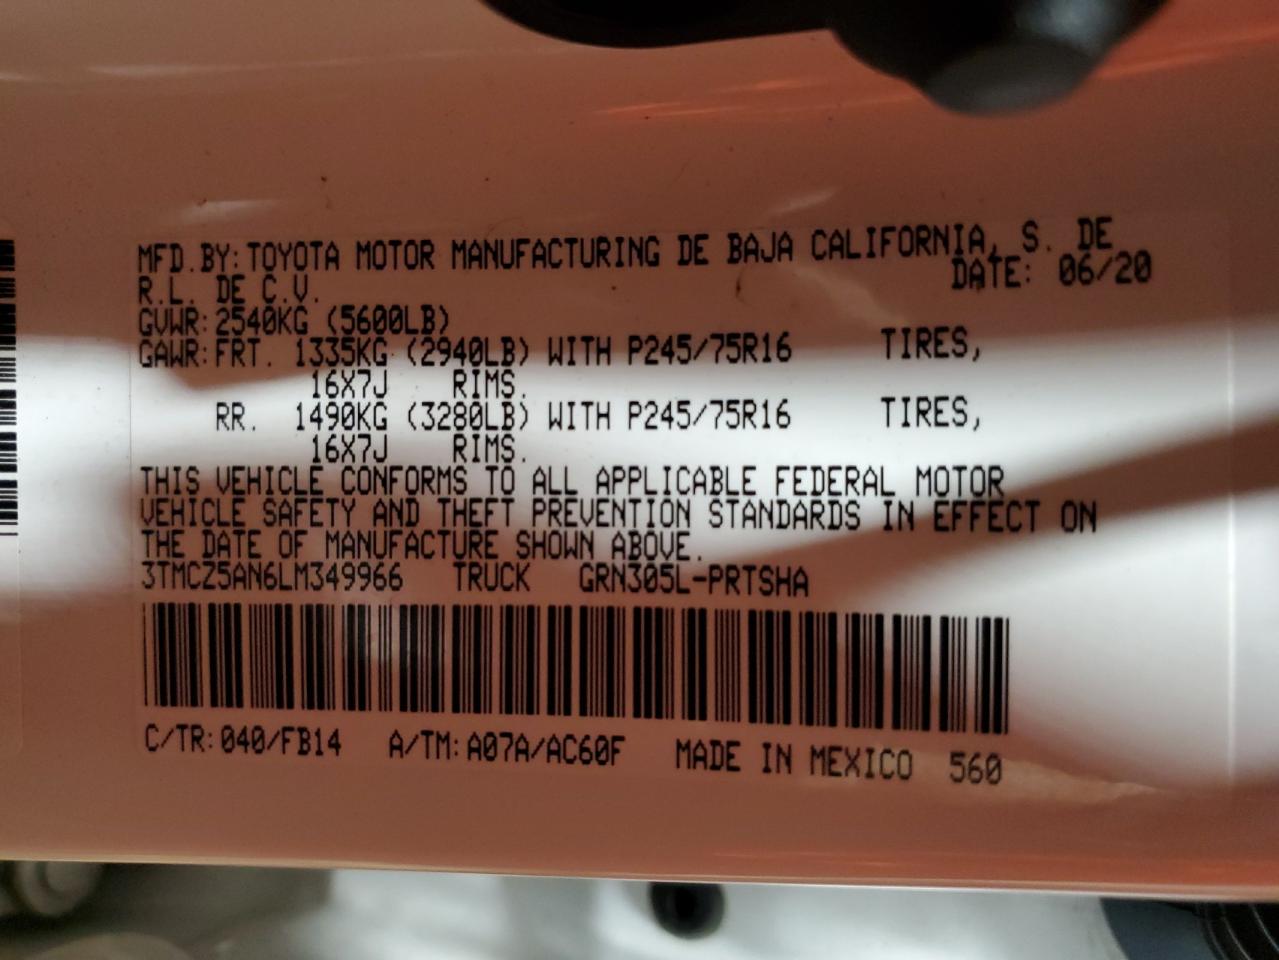 MFD.BY:TOYOTA MOTOR MANUFACTURING DE BAJA CALIFORNIA, S. DE
R.L. DE C.V. DATE: 06/20
GVWR:2540KG (5600LB)
GAWR:FRT. 1335KG (2940LB) WITH P245/75R16 TIRES,
16X7J RIMS.
RR. 1490KG (3280LB) WITH P245/75R16 TIRES,
16X7J RIMS.
THIS VEHICLE CONFORMS TO ALL APPLICABLE FEDERAL MOTOR
VEHICLE SAFETY AND THEFT PREVENTION STANDARDS IN EFFECT ON
THE DATE OF MANUFACTURE SHOWN ABOVE.
3TMCZ5AN6LM349966 TRUCK GRN305L-PRTSHA
C/TR:040/FB14 A/TM:A07A/AC60F MADE IN MEXICO 560